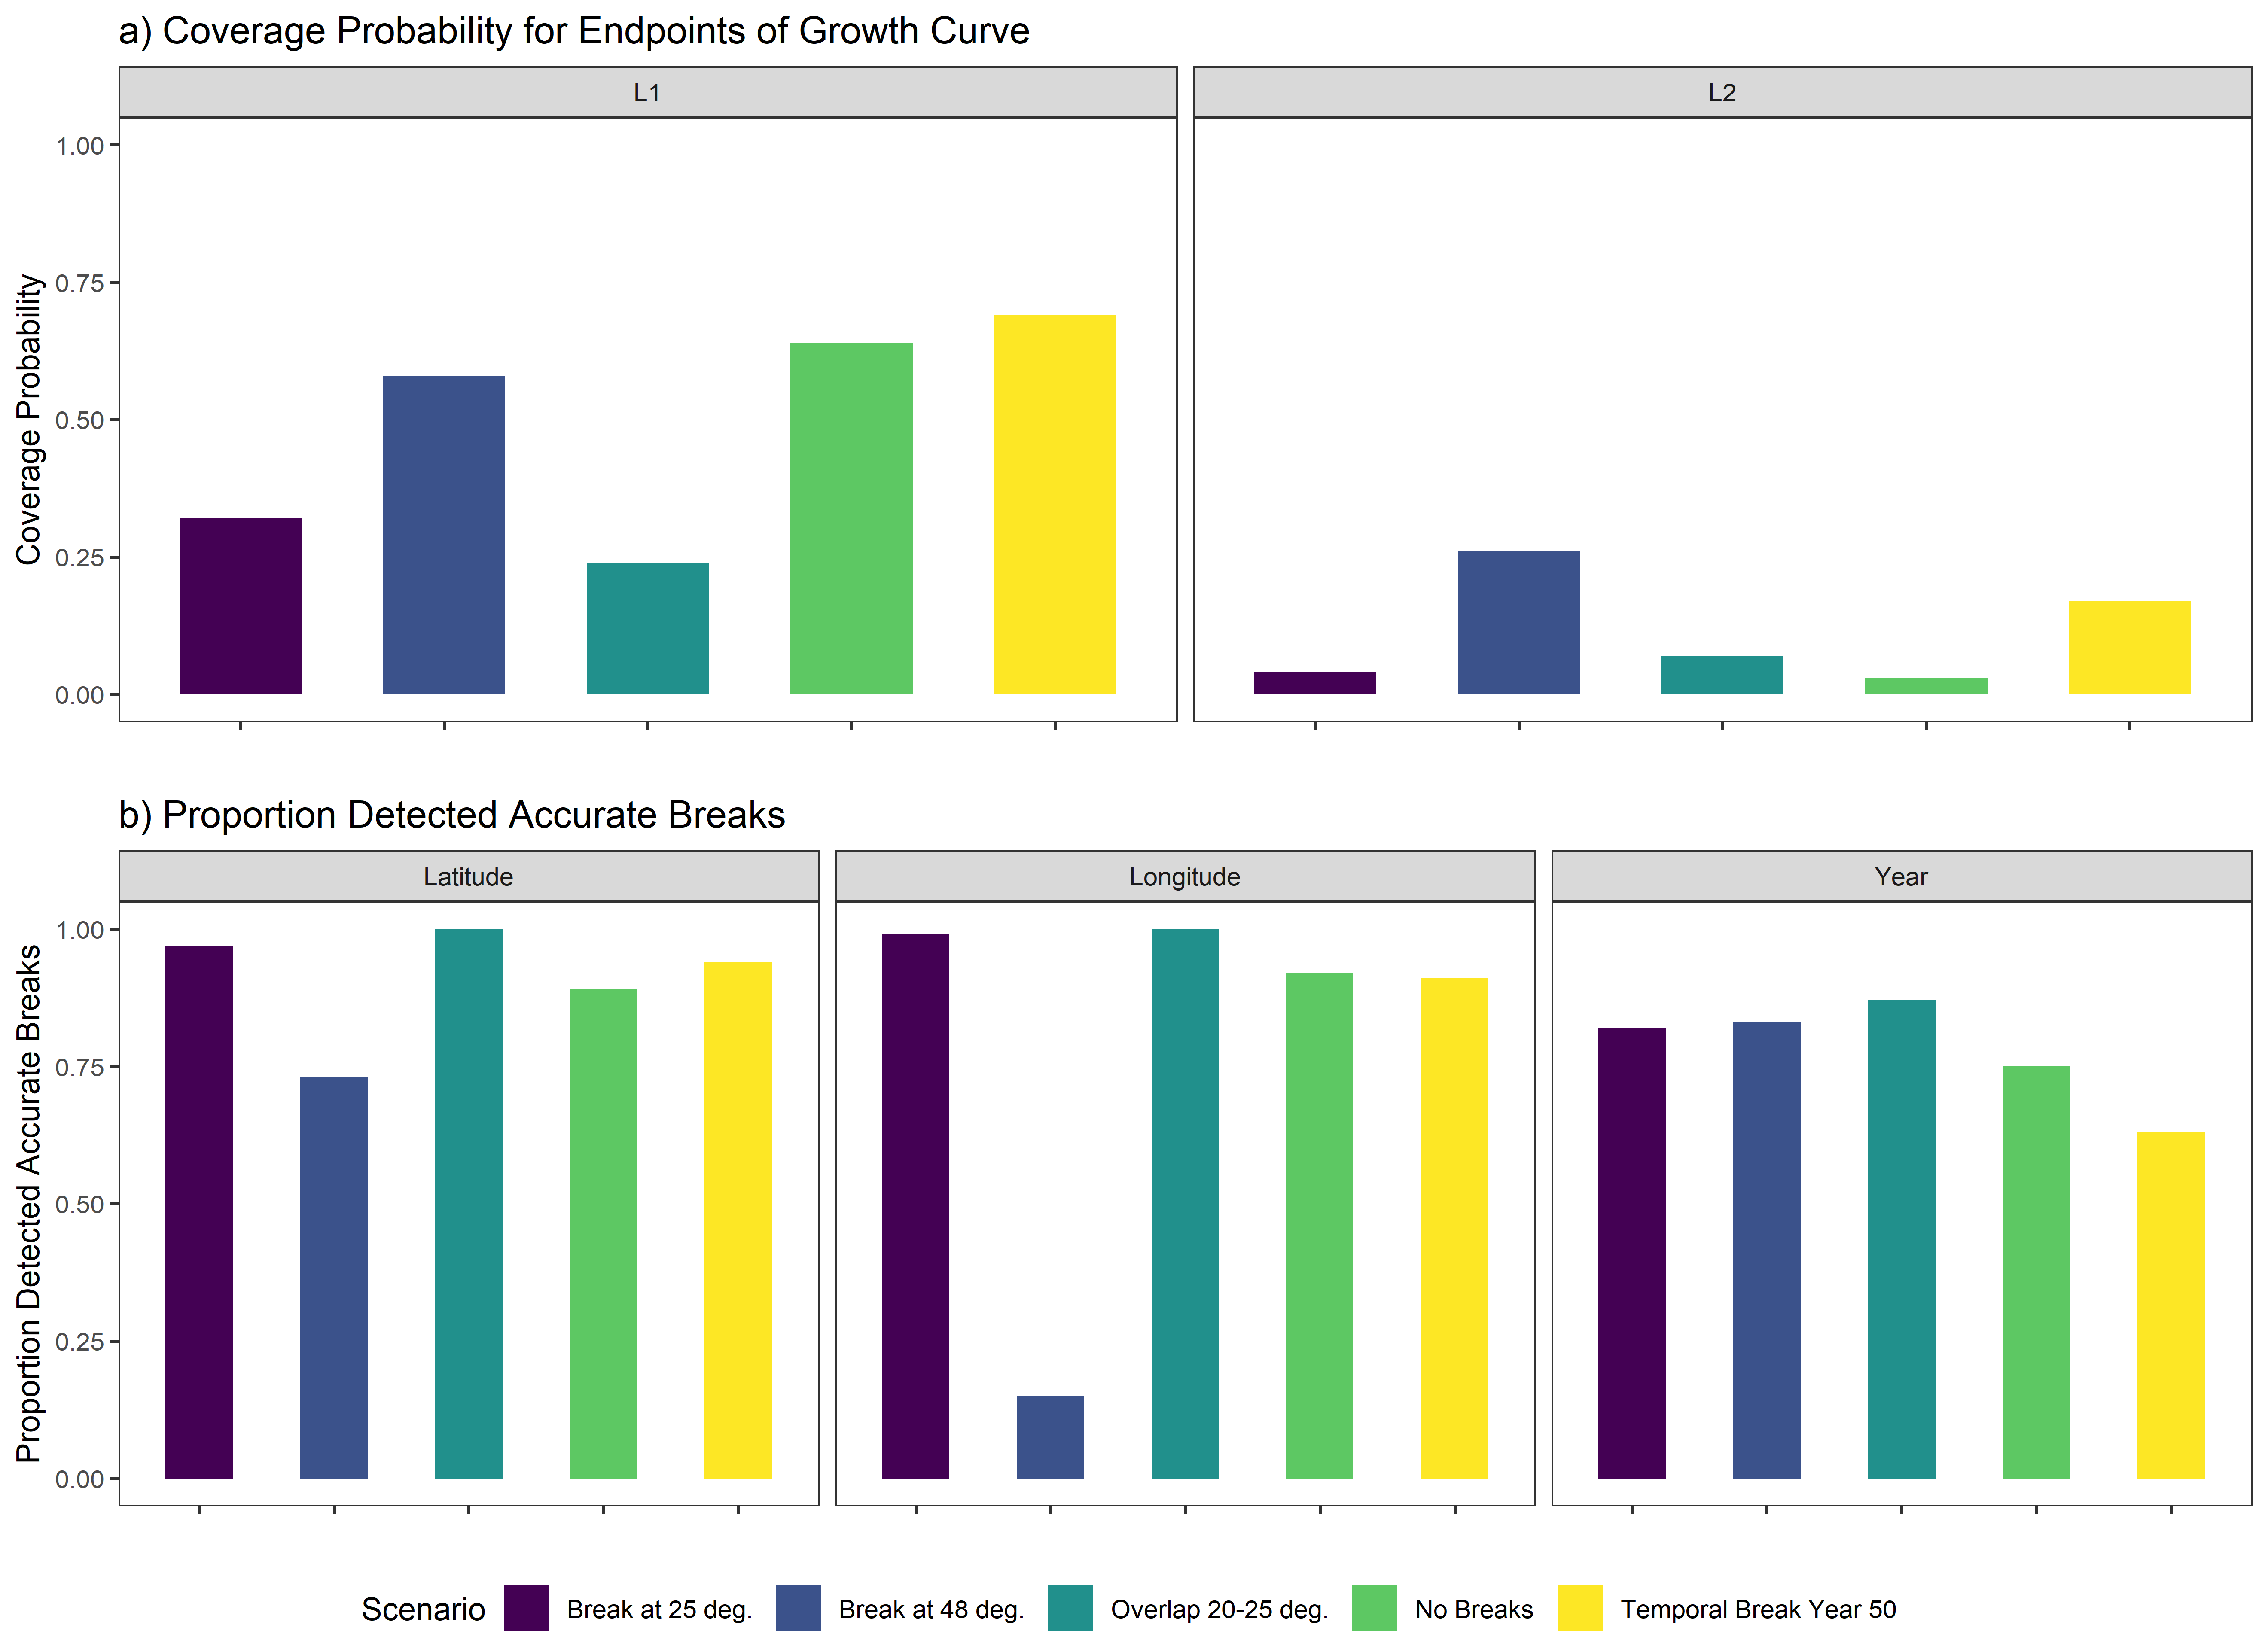 a) Coverage Probability for Endpoints of Growth Curve
L1
L2
Coverage Probability
1.00
0.75
0.50
0.25
0.00
b) Proportion Detected Accurate Breaks
Latitude
Longitude
Year
Proportion Detected Accurate Breaks
1.00
0.75
0.50
0.25
0.00
Scenario Break at 25 deg. Break at 48 deg. Overlap 20-25 deg. No Breaks Temporal Break Year 50